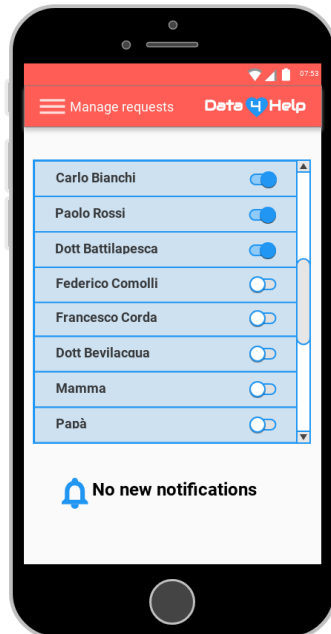 07:53
Manage requests
Data 4 Help
Carlo Bianchi
Paolo Rossi
Dott Battilapesca
Federico Comolli
Francesco Corda
Dott Bevilacqua
Mamma
Papà
No new notifications